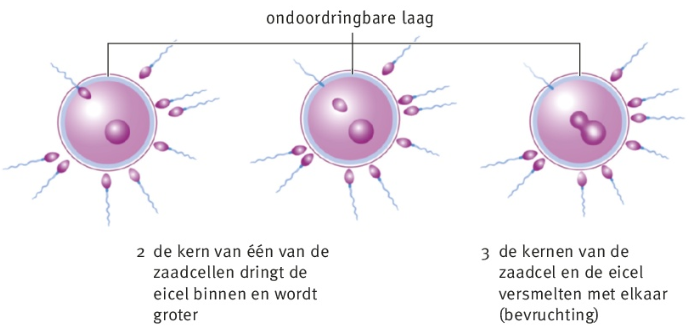 ondoordringbare laag
2 de kern van één van de
zaadcellen dringt de
eicel binnen en wordt
groter
3 de kernen van de
zaadcel en de eicel
versmelten met elkaar
(bevruchting)